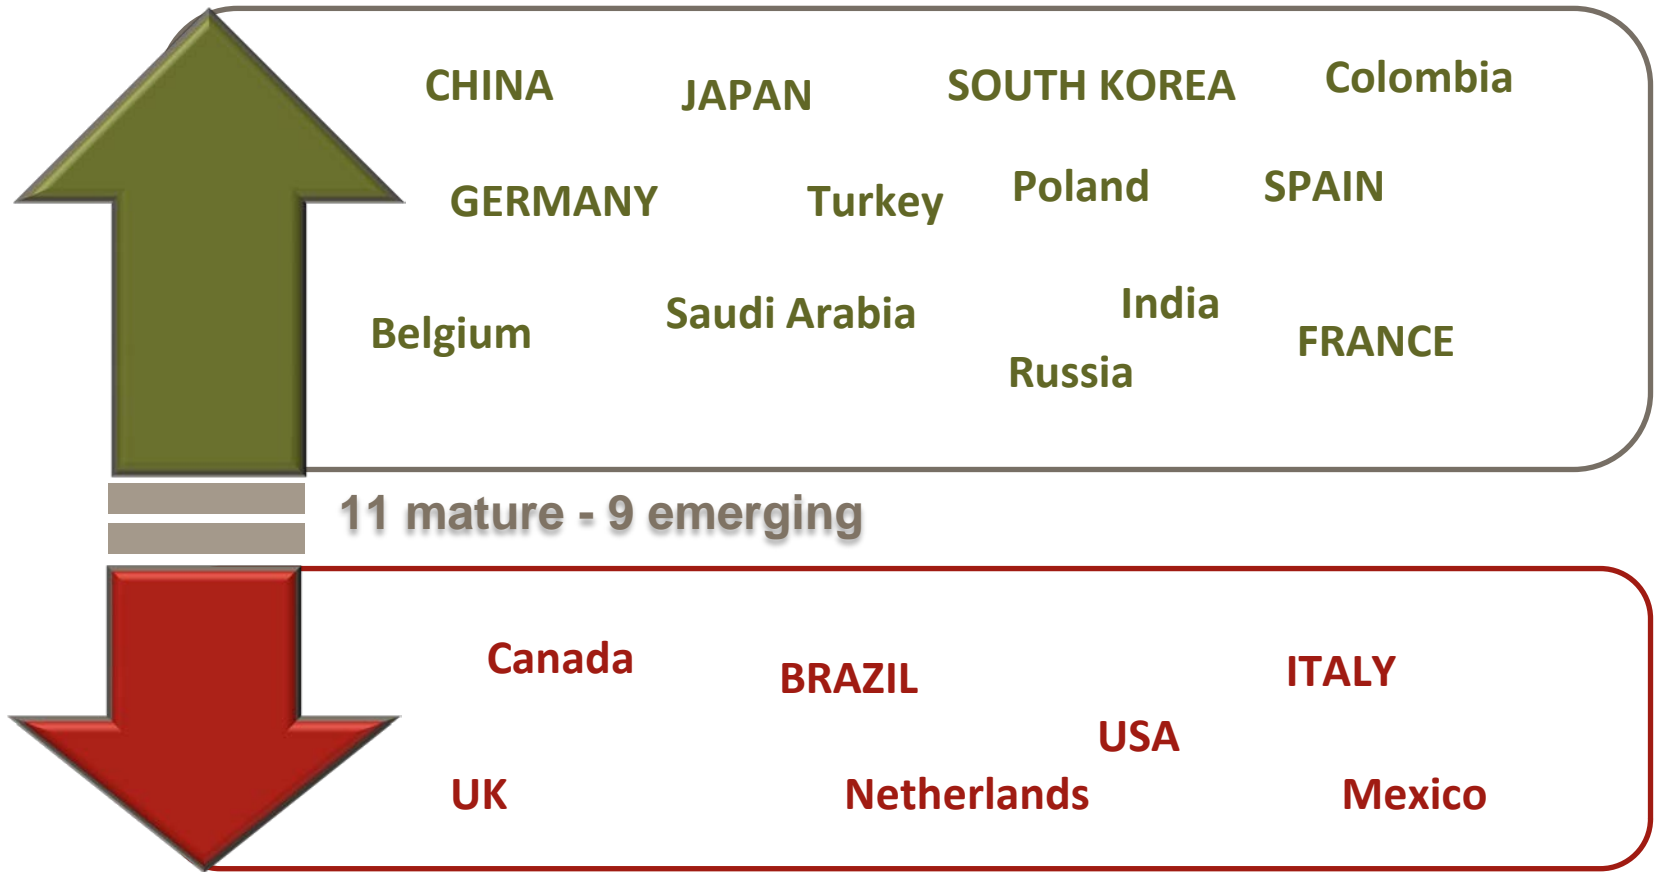 CHINA JAPAN SOUTH KOREA Colombia
GERMANY Turkey Poland SPAIN
Belgium Saudi Arabia India FRANCE
Russia
11 mature - 9 emerging
Canada BRAZIL ITALY
USA
UK Netherlands Mexico